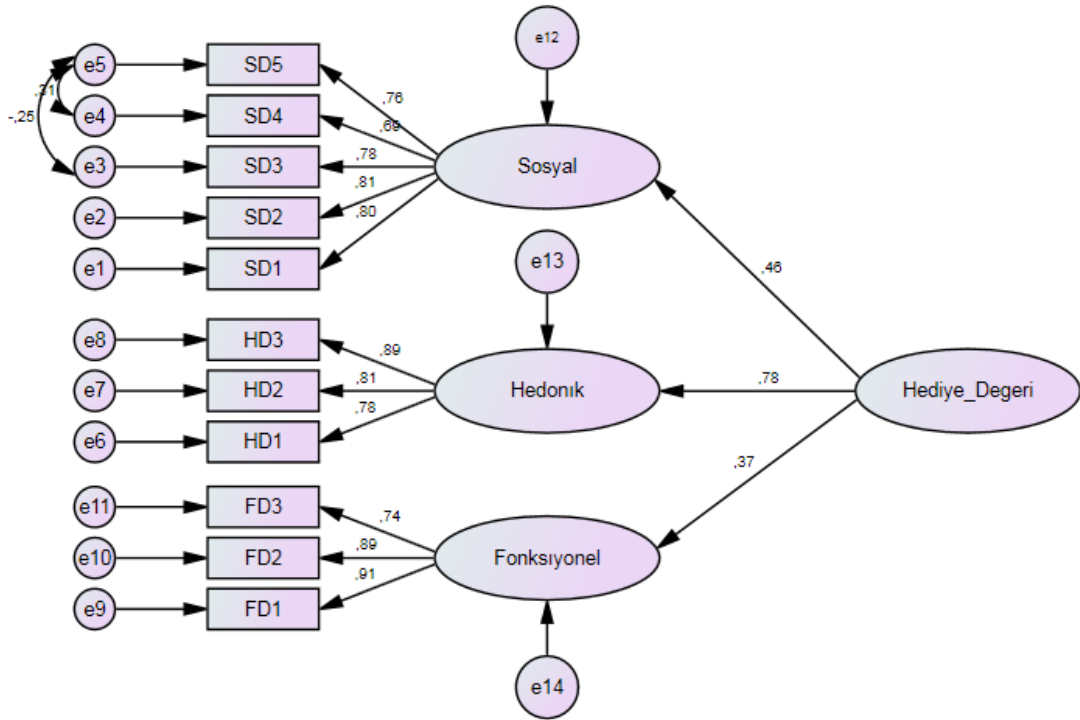 e12
e5
SD5
,76
,31
-,25
e4
SD4
,69
e3
SD3
,78
Sosyal
e2
SD2
,81
e1
SD1
,80
e13
,46
e8
HD3
,89
e7
HD2
,81
Hedonık
,78
Hediye_Degeri
e6
HD1
,78
,37
e11
FD3
,74
e10
FD2
,89
Fonksıyonel
e9
FD1
,91
e14